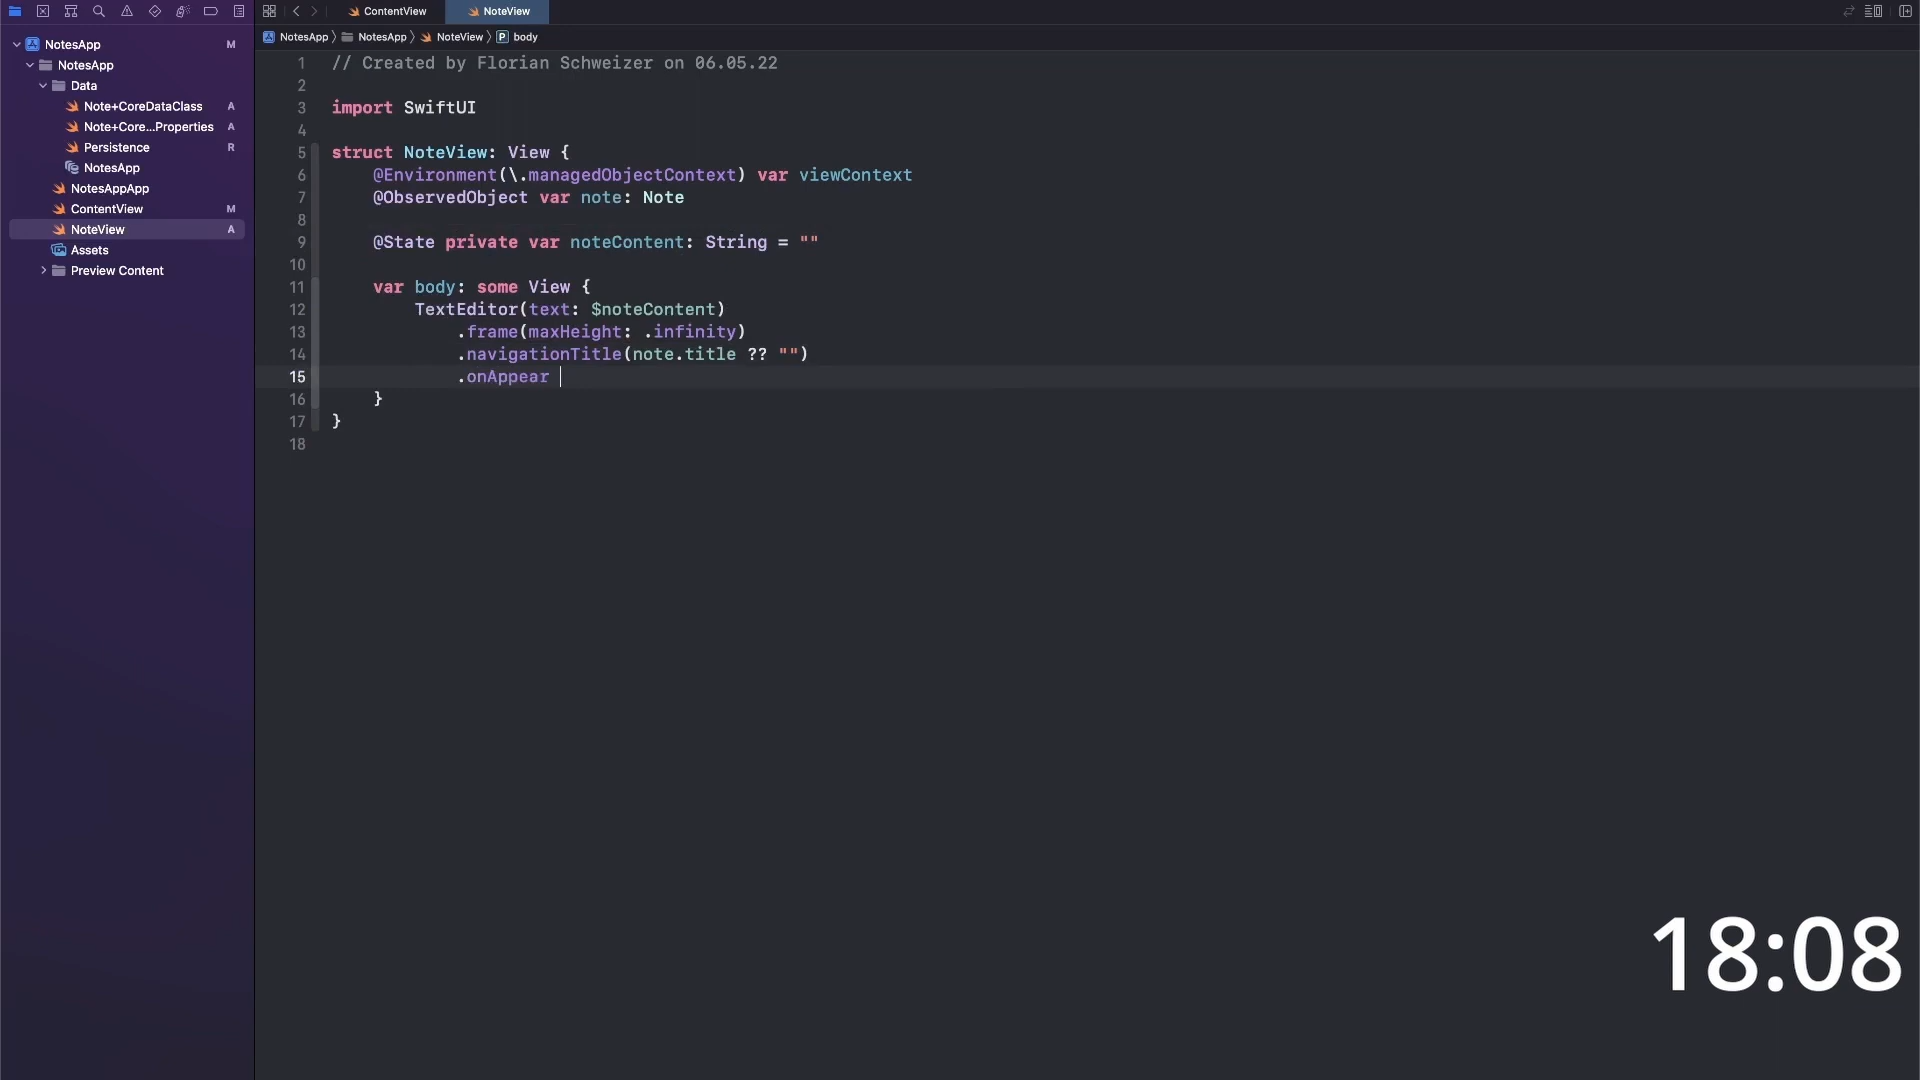 ContentView
NoteView
NotesApp
NotesApp
NoteView
P
body
NotesApp M
NotesApp
Data
Note+CoreDataClass A
Note+Core...Properties A
Persistence R
NotesApp
NotesAppApp
ContentView M
NoteView A
Assets
Preview Content
1 // Created by Florian Schweizer on 06.05.22
2
3 import SwiftUI
4
5 struct NoteView: View {
6 @Environment(\.managedObjectContext) var viewContext
7 @ObservedObject var note: Note
8
9 @State private var noteContent: String = ""
10
11 var body: some View {
12 TextEditor(text: $noteContent)
13 .frame(maxHeight: .infinity)
14 .navigationTitle(note.title ?? "")
15 .onAppear
16 }
17 }
18
18:08